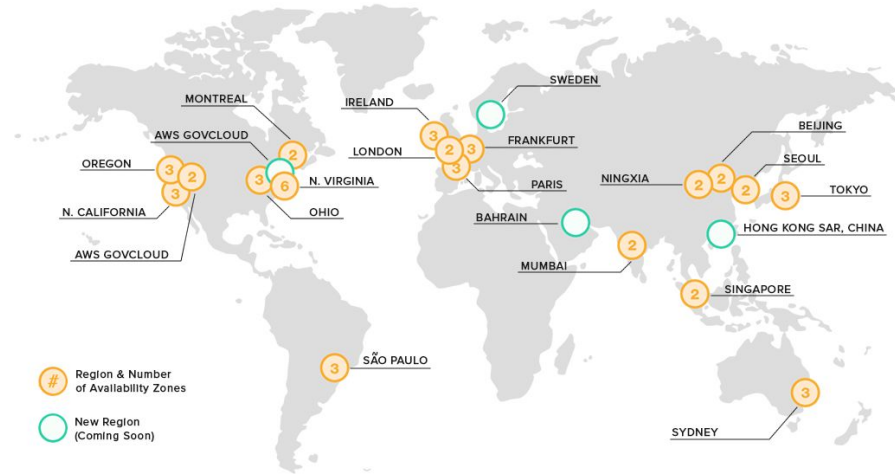 SWEDEN
MONTREAL
IRELAND
BEIJING
AWS GOVCLOUD
FRANKFURT
SEOUL
LONDON
OREGON
N. VIRGINIA
NINGXIA
TOKYO
PARIS
N. CALIFORNIA
OHIO
BAHRAIN
HONG KONG SAR, CHINA
AWS GOVCLOUD
MUMBAI
SINGAPORE
SÃO PAULO
SYDNEY
3
2
3
2
3
6
3
2
3
3
2
2
2
3
2
2
3
3
#
Region & Number
of Availability Zones
New Region
(Coming Soon)